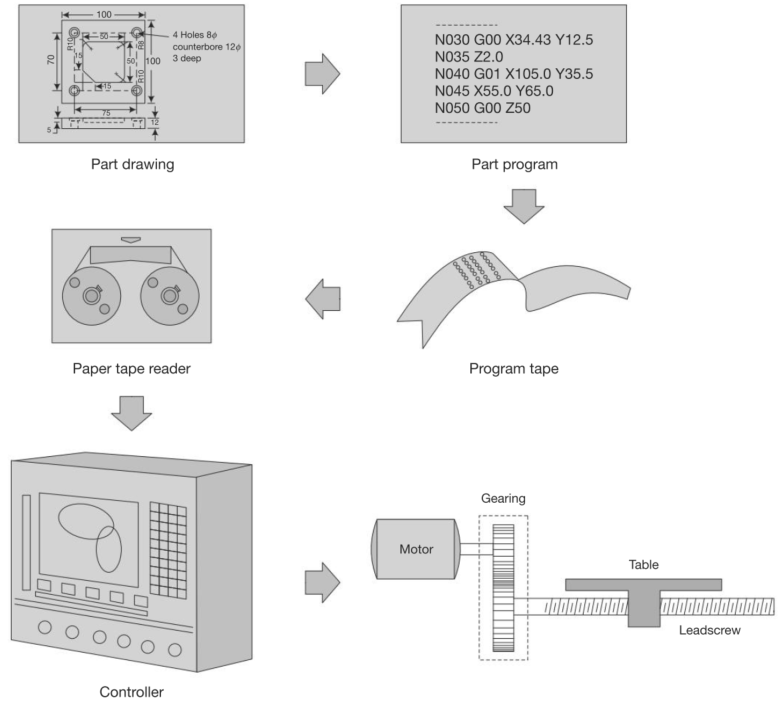 100
4 Holes 8ϕ
counterbore 12ϕ
3 deep
50
R10
R8
15
70
50
100
R10
15
75
12
5
Part drawing
N030 G00 X34.43 Y12.5
N035 Z2.0
N040 G01 X105.0 Y35.5
N045 X55.0 Y65.0
N050 G00 Z50
Part program
Paper tape reader
Program tape
Gearing
Motor
Table
Leadscrew
Controller